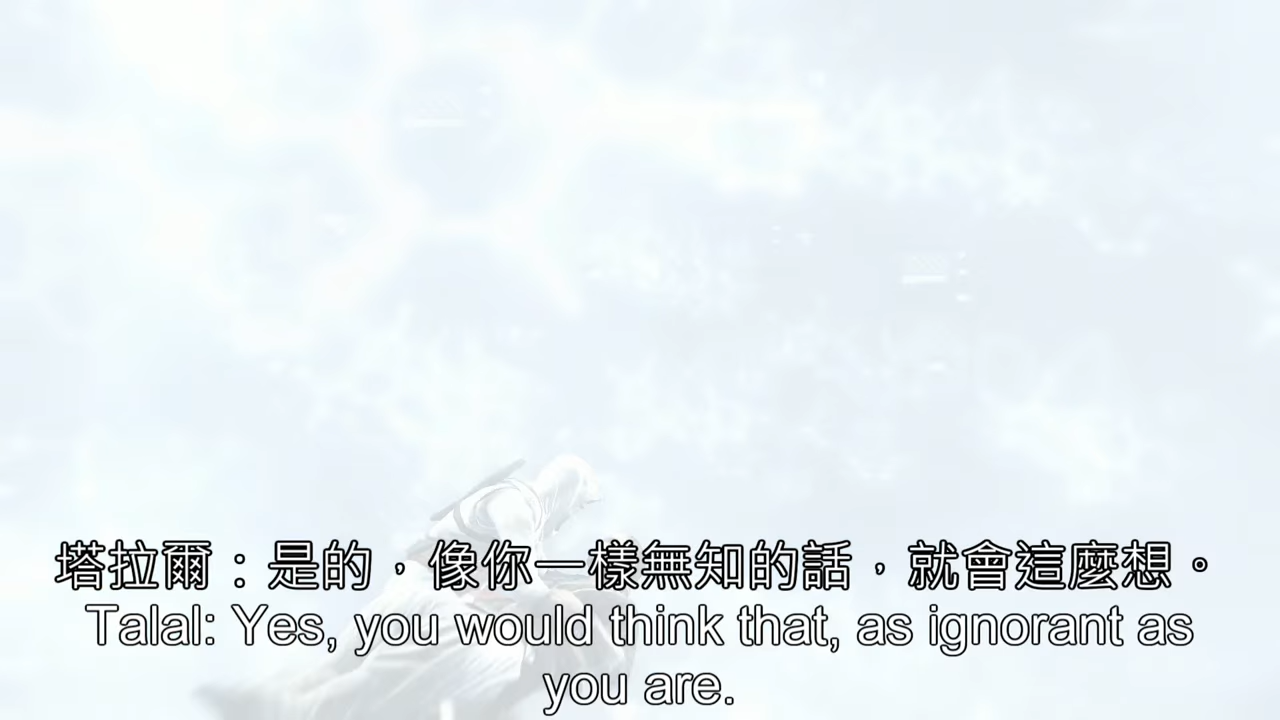 塔拉爾：是的，像你一樣無知的話，就會這麼想。
Talal: Yes, you would think that, as ignorant as
you are.